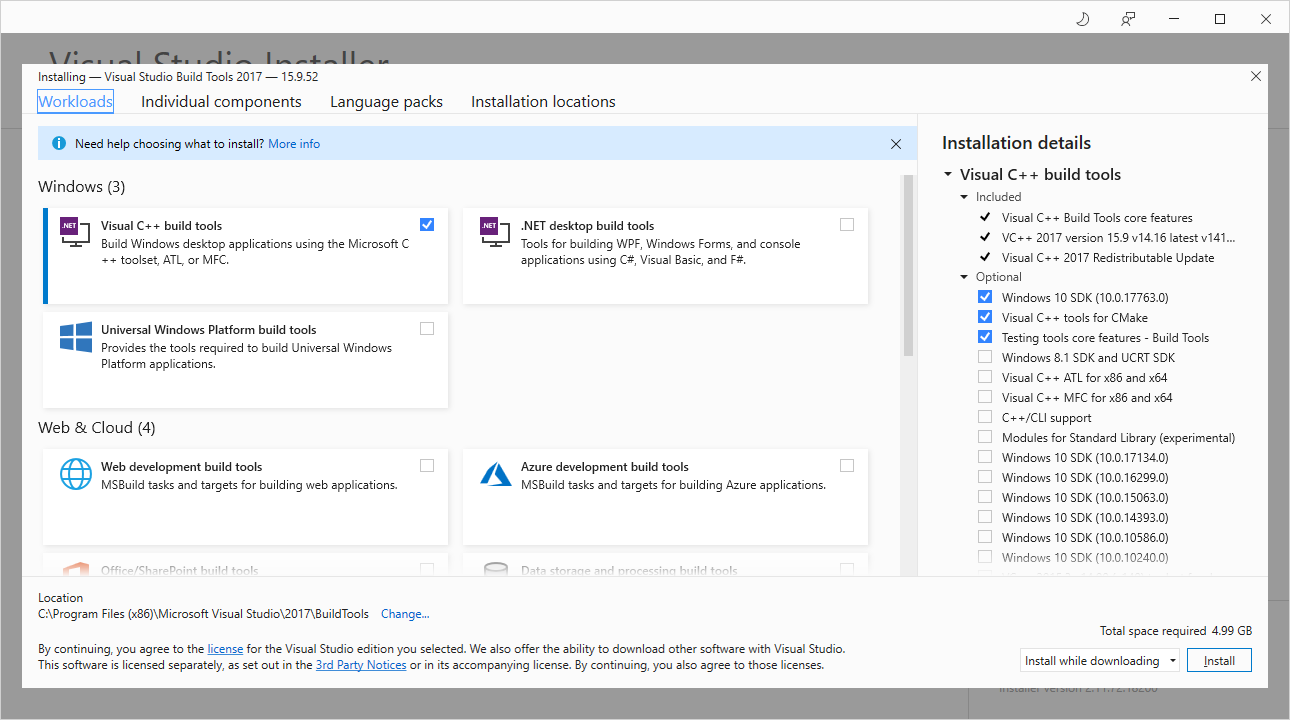 Visual Studio Installer
Installing — Visual Studio Build Tools 2017 — 15.9.52
Workloads
Individual components
Language packs
Installation locations
Need help choosing what to install? More info
Windows (3)
.NET
Visual C++ build tools
Build Windows desktop applications using the Microsoft C
++ toolset, ATL, or MFC.
.NET
.NET desktop build tools
Tools for building WPF, Windows Forms, and console
applications using C#, Visual Basic, and F#.
Universal Windows Platform build tools
Provides the tools required to build Universal Windows
Platform applications.
Web & Cloud (4)
Web development build tools
MSBuild tasks and targets for building web applications.
Azure development build tools
MSBuild tasks and targets for building Azure applications.
Office/SharePoint build tools
Data storage and processing build tools
Installation details
Visual C++ build tools
Included
Visual C++ Build Tools core features
VC++ 2017 version 15.9 v14.16 latest v141...
Visual C++ 2017 Redistributable Update
Optional
Windows 10 SDK (10.0.17763.0)
Visual C++ tools for CMake
Testing tools core features - Build Tools
Windows 8.1 SDK and UCRT SDK
Visual C++ ATL for x86 and x64
Visual C++ MFC for x86 and x64
C++/CLI support
Modules for Standard Library (experimental)
Windows 10 SDK (10.0.17134.0)
Windows 10 SDK (10.0.16299.0)
Windows 10 SDK (10.0.15063.0)
Windows 10 SDK (10.0.14393.0)
Windows 10 SDK (10.0.10586.0)
Windows 10 SDK (10.0.10240.0)
Location
C:\Program Files (x86)\Microsoft Visual Studio\2017\BuildTools Change...
By continuing, you agree to the license for the Visual Studio edition you selected. We also offer the ability to download other software with Visual Studio.
This software is licensed separately, as set out in the 3rd Party Notices or in its accompanying license. By continuing, you also agree to those licenses.
Total space required 4.99 GB
Install while downloading
Install
Installer version